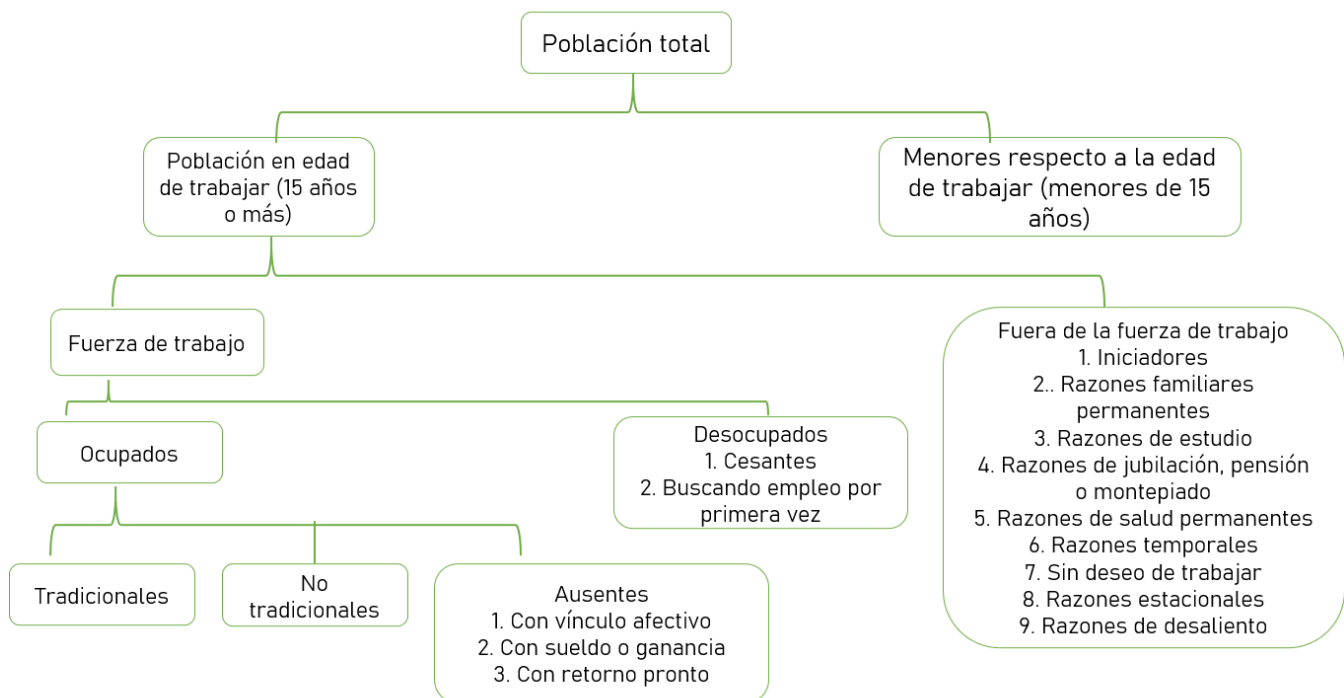 Población total
Población en edad
de trabajar (15 años
o más)
Menores respecto a la edad
de trabajar (menores de 15
años)
Fuerza de trabajo
Fuera de la fuerza de trabajo
1. Iniciadores
2.. Razones familiares
permanentes
3. Razones de estudio
4. Razones de jubilación, pensión
o montepiado
5. Razones de salud permanentes
6. Razones temporales
7. Sin deseo de trabajar
8. Razones estacionales
9. Razones de desaliento
Ocupados
Desocupados
1. Cesantes
2. Buscando empleo por
primera vez
Tradicionales
No
tradicionales
Ausentes
1. Con vínculo afectivo
2. Con sueldo o ganancia
3. Con retorno pronto